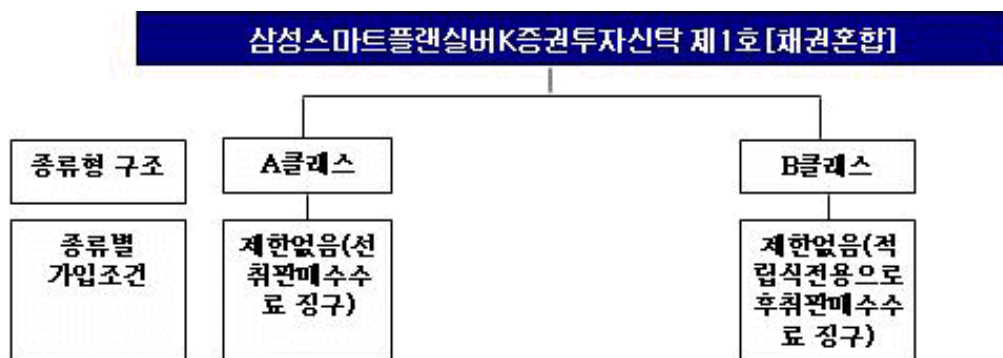 삼성스마트플랜실버K증권투자신탁 제1호[채권혼합]
종류형 구조
A클래스
B클래스
종류별
가입조건
제한없음(선
취판매수수
료 징구)
제한없음(적
립식전용으로
후취판매수수
료 징구)